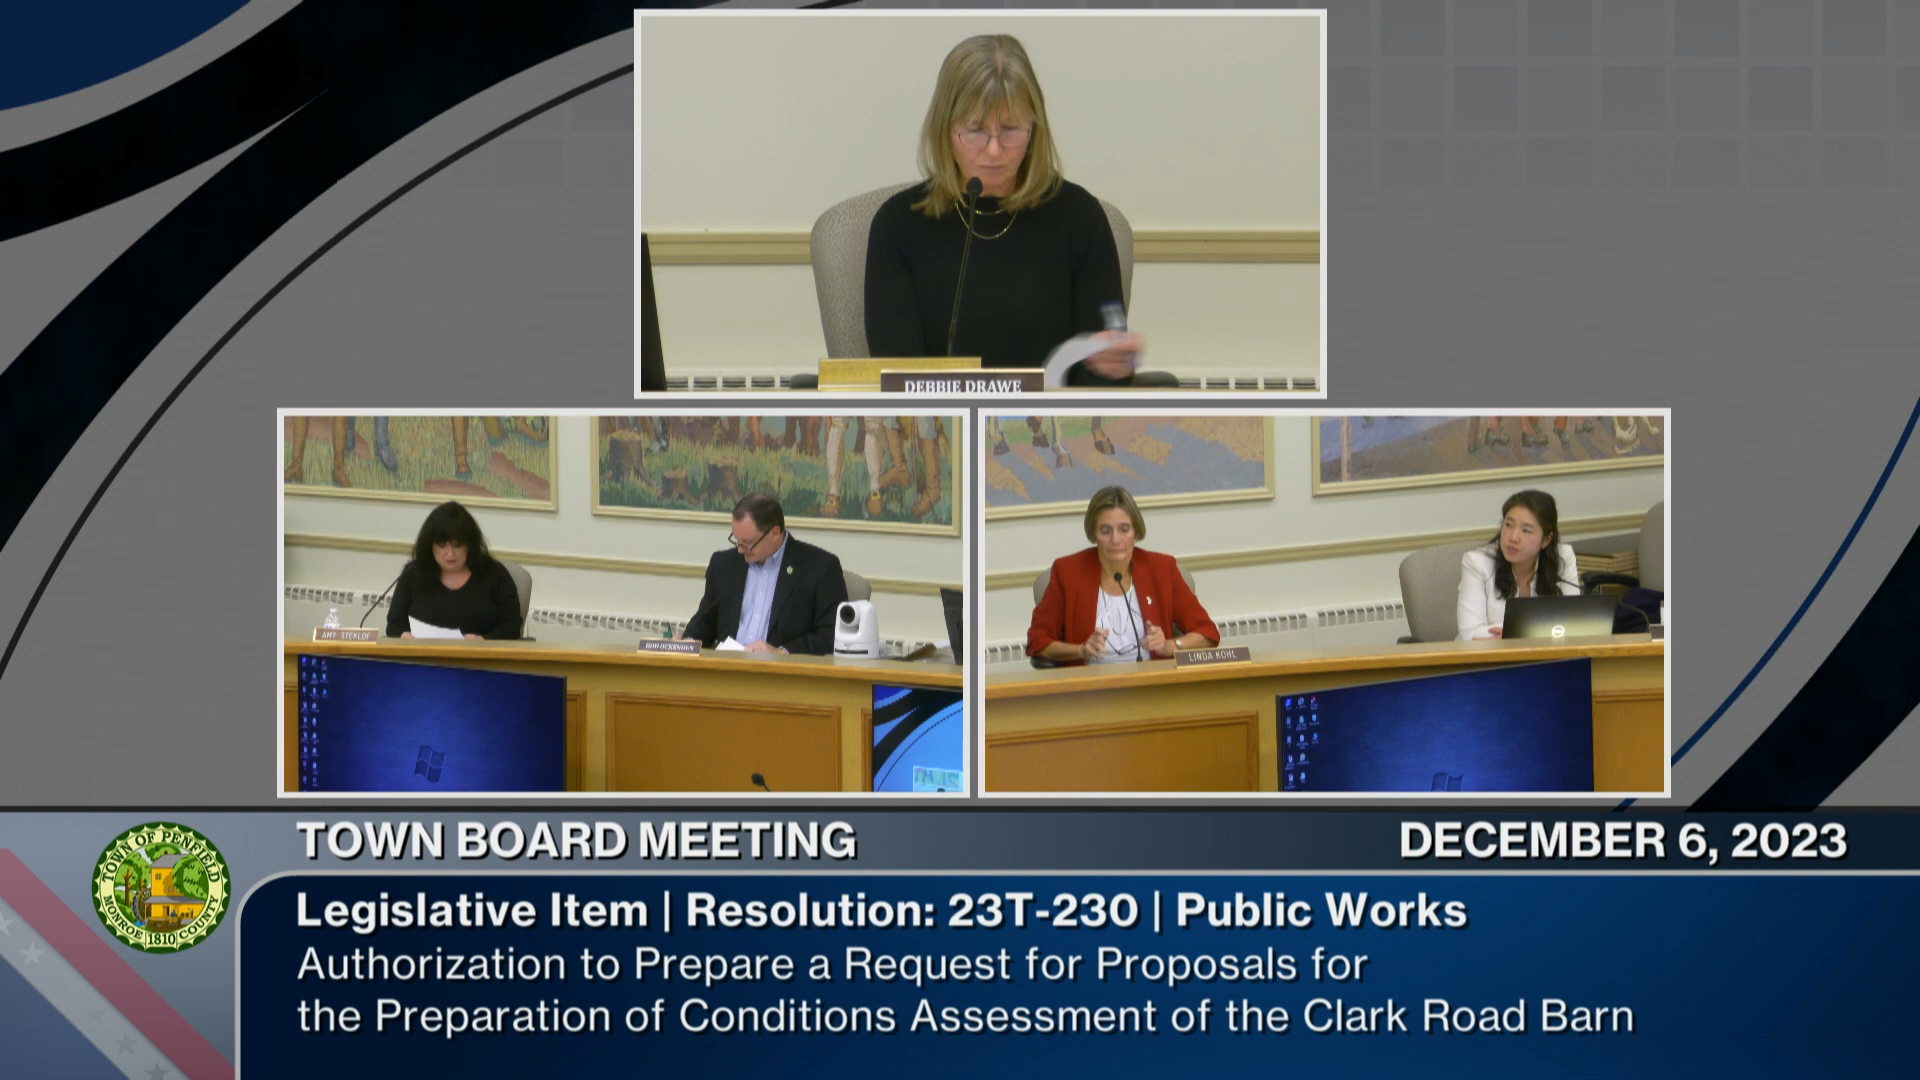 DEBBIE DRAWE
AMY STEKLOF
BOB OCKENDEN
LINDA KOHL
TOWN BOARD MEETING
DECEMBER 6, 2023
TOWN OF PENFIELD
MONROE 1810 COUNTY
Legislative Item | Resolution: 23T-230 | Public Works
Authorization to Prepare a Request for Proposals for
the Preparation of Conditions Assessment of the Clark Road Barn